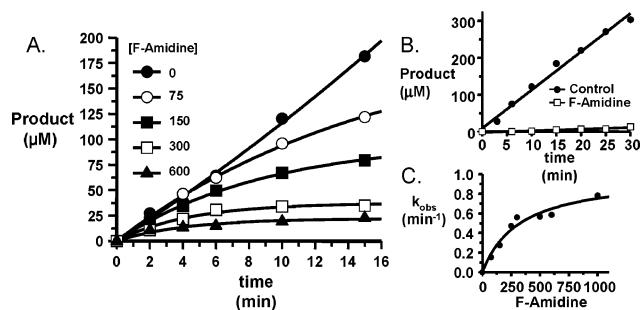 A.
[F-Amidine]
0
75
150
300
600
Product
(µM)
200
175
150
125
100
75
50
25
0
0 2 4 6 8 10 12 14 16
time
(min)
B.
Product
(µM)
300
200
100
0
Control
F-Amidine
0 5 10 15 20 25 30
time
(min)
C.
kobs
(min-1)
1.0
0.8
0.6
0.4
0.2
0.0
0 250 500 750 1000
F-Amidine